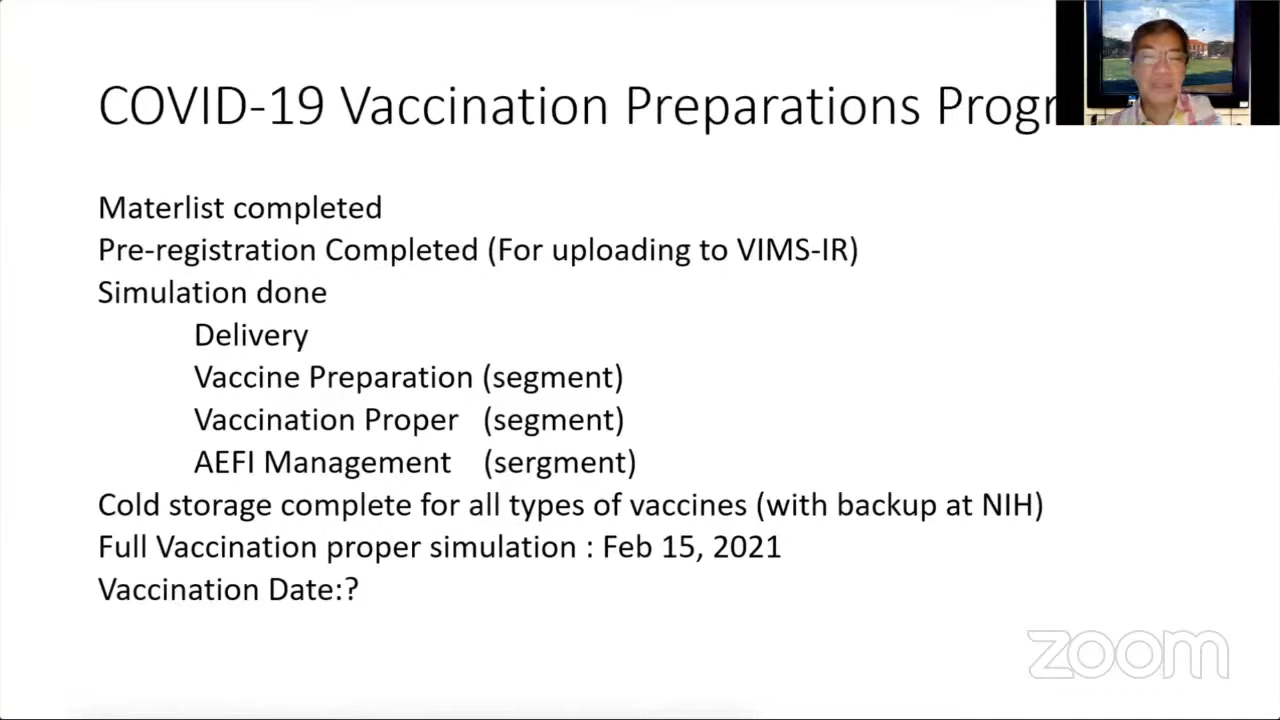 COVID-19 Vaccination Preparations
Materlist completed
Pre-registration Completed (For uploading to VIMS-IR)
Simulation done
Delivery
Vaccine Preparation (segment)
Vaccination Proper (segment)
AEFI Management (sergment)
Cold storage complete for all types of vaccines (with backup at NIH)
Full Vaccination proper simulation : Feb 15, 2021
Vaccination Date:?
zoom